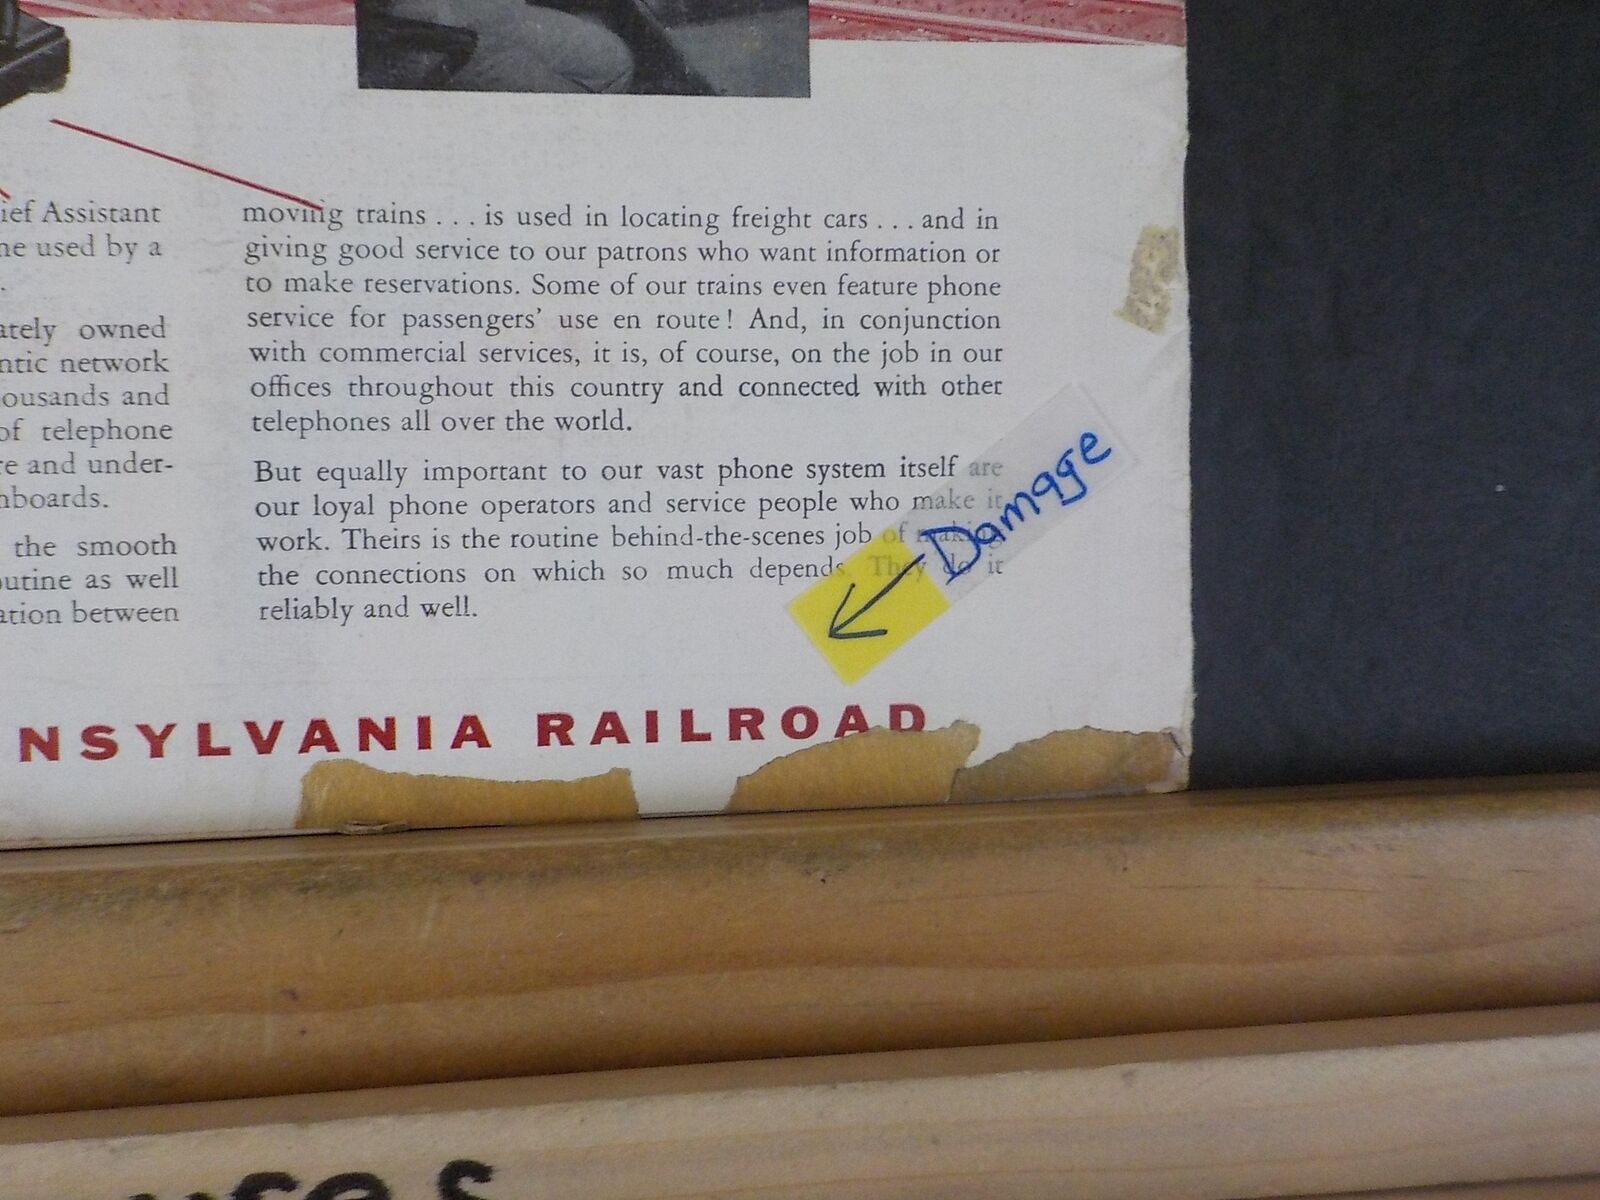 ief Assistant
used by a
ately owned
ntic network
ousands and
of telephone
re and under-
hboards.
the smooth
outine as well
ation between
moving trains . . . is used in locating freight cars . . . and in
giving good service to our patrons who want information or
to make reservations. Some of our trains even feature phone
service for passengers' use en route! And, in conjunction
with commercial services, it is, of course, on the job in our
offices throughout this country and connected with other
telephones all over the world.
But equally important to our vast phone system itself are
our loyal phone operators and service people who make it
work. Theirs is the routine behind-the-scenes job of making
the connections on which so much depends. They do it
reliably and well.
Damage
NSYLVANIA RAILROAD